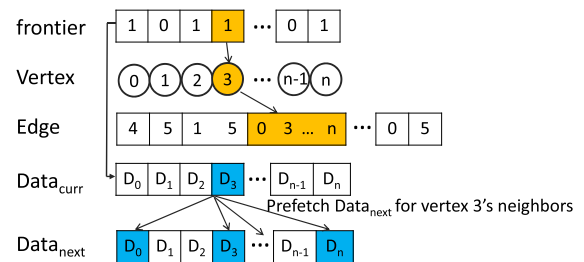 frontier 1 0 1 1 ... 0 1
Vertex 0 1 2 3 ... n-1 n
Edge 4 5 1 5 0 3 ... n ... 0 5
Datacurr D0 D1 D2 D3 ... Dn-1 Dn
Prefetch Datanext for vertex 3's neighbors
Datanext D0 D1 D2 D3 ... Dn-1 Dn